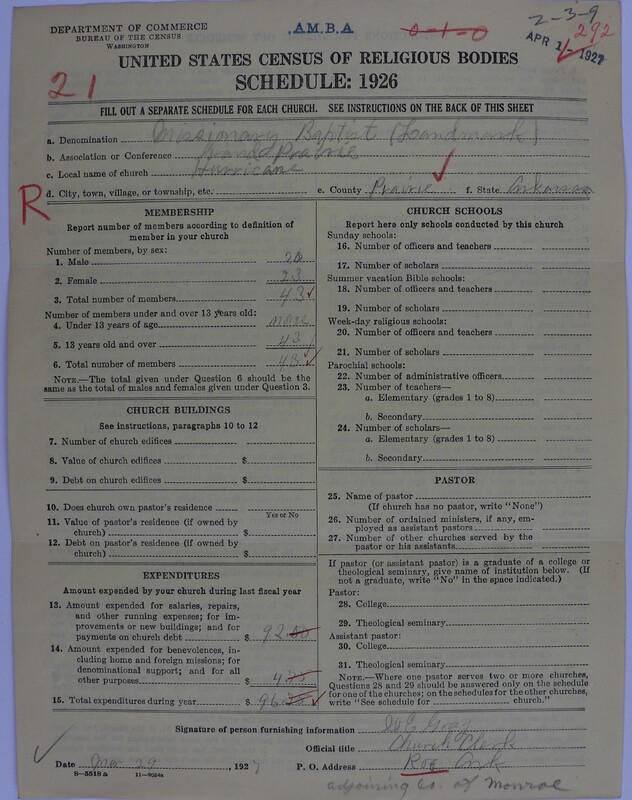 DEPARTMENT OF COMMERCE
BUREAU OF THE CENSUS
WASHINGTON
.A.M.B.A
0-1-0
2-3-9
292
APR 1 - 1927
UNITED STATES CENSUS OF RELIGIOUS BODIES
SCHEDULE: 1926
21
FILL OUT A SEPARATE SCHEDULE FOR EACH CHURCH. SEE INSTRUCTIONS ON THE BACK OF THIS SHEET
a. Denomination Missionary Baptist (Landmark)
b. Association or Conference Grand Prairie
c. Local name of church Hurricane
R
d. City, town, village, or township, etc. e. County Prairie f. State Arkansas
MEMBERSHIP
Report number of members according to definition of
member in your church
Number of members, by sex:
1. Male 20
2. Female 23
3. Total number of members 43
Number of members under and over 13 years old:
4. Under 13 years of age none
5. 13 years old and over 43
6. Total number of members 43
NOTE.—The total given under Question 6 should be
same as the total of males and females given under Question 3.
CHURCH BUILDINGS
See instructions, paragraphs 10 to 12
7. Number of church edifices
8. Value of church edifices $
9. Debt on church edifices $
10. Does church own pastor's residence
Yes or No
11. Value of pastor's residence (if owned by
church) $
12. Debt on pastor's residence (if owned by
church) $
EXPENDITURES
Amount expended by your church during last fiscal year
13. Amount expended for salaries, repairs,
and other running expenses; for im-
provements or new buildings; and for
payments on church debt $ 92.00
14. Amount expended for benevolences, in-
cluding home and foreign missions; for
denominational support; and for all
other purposes $ 4
15. Total expenditures during year $ 96
CHURCH SCHOOLS
Report here only schools conducted by this church
Sunday schools:
16. Number of officers and teachers
17. Number of scholars
Summer vacation Bible schools:
18. Number of officers and teachers
19. Number of scholars
Week-day religious schools:
20. Number of officers and teachers
21. Number of scholars
Parochial schools:
22. Number of administrative officers
23. Number of teachers—
a. Elementary (grades 1 to 8)
b. Secondary
24. Number of scholars—
a. Elementary (grades 1 to 8)
b. Secondary
PASTOR
25. Name of pastor
(If church has no pastor, write "None")
26. Number of ordained ministers, if any, em-
ployed as assistant pastors
27. Number of other churches served by the
pastor or his assistants
If pastor (or assistant pastor) is a graduate of a college or
theological seminary, give name of institution below. (If
not a graduate, write "No" in the space indicated.)
Pastor:
28. College
29. Theological seminary
Assistant pastor:
30. College
31. Theological seminary
NOTE.—Where one pastor serves two or more churches,
Questions 28 and 29 should be answered only on the schedule
for one of the churches; on the schedules for the other churches,
write "See schedule for church."
Signature of person furnishing information W E Gray
Official title Church Clerk
Date Mar 29, 1927 P. O. Address Roe Ark
8-5518 a 11-9024a
adjoining Co. of Monroe